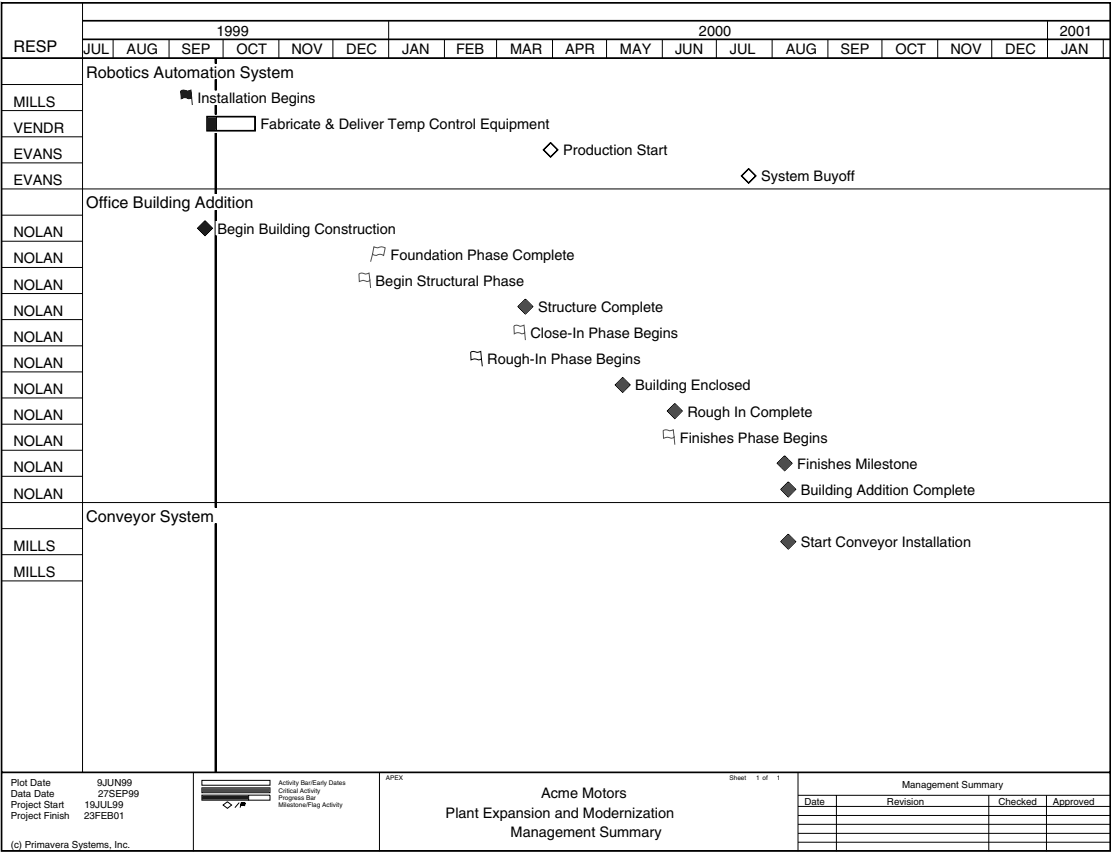 1999 2000 2001
RESP JUL AUG SEP OCT NOV DEC JAN FEB MAR APR MAY JUN JUL AUG SEP OCT NOV DEC JAN
Robotics Automation System
MILLS Installation Begins
VENDR Fabricate & Deliver Temp Control Equipment
EVANS Production Start
EVANS System Buyoff
Office Building Addition
NOLAN Begin Building Construction
NOLAN Foundation Phase Complete
NOLAN Begin Structural Phase
NOLAN Structure Complete
NOLAN Close-In Phase Begins
NOLAN Rough-In Phase Begins
NOLAN Building Enclosed
NOLAN Rough In Complete
NOLAN Finishes Phase Begins
NOLAN Finishes Milestone
NOLAN Building Addition Complete
Conveyor System
MILLS Start Conveyor Installation
MILLS
Plot Date 9JUN99
Data Date 27SEP99
Project Start 19JUL99
Project Finish 23FEB01
(c) Primavera Systems, Inc.
Activity Bar/Early Dates
Critical Activity
Progress Bar
Milestone/Flag Activity
APEX
Sheet 1 of 1
Acme Motors
Plant Expansion and Modernization
Management Summary
Management Summary
Date Revision Checked Approved